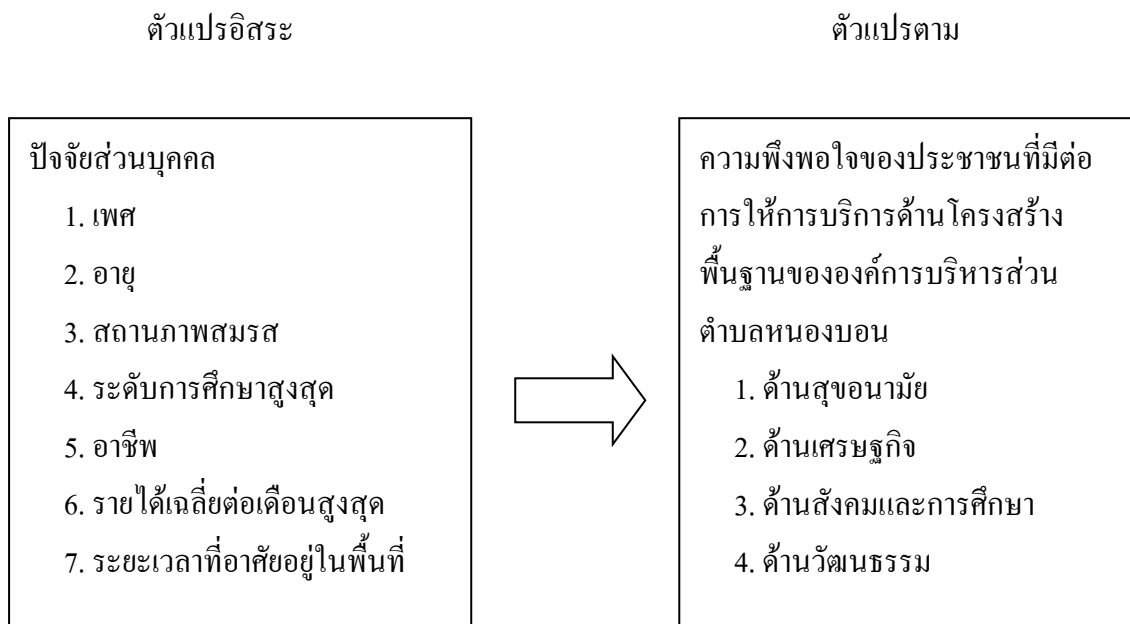 ตัวแปรอิสระ
ตัวแปรตาม
ปัจจัยส่วนบุคคล
1. เพศ
2. อายุ
3. สถานภาพสมรส
4. ระดับการศึกษาสูงสุด
5. อาชีพ
6. รายได้เฉลี่ยต่อเดือนสูงสุด
7. ระยะเวลาที่อาศัยอยู่ในพื้นที่
ความพึงพอใจของประชาชนที่มีต่อ
การให้การบริการด้านโครงสร้าง
พื้นฐานขององค์การบริหารส่วน
ตำบลหนองบอน
1. ด้านสุขอนามัย
2. ด้านเศรษฐกิจ
3. ด้านสังคมและการศึกษา
4. ด้านวัฒนธรรม